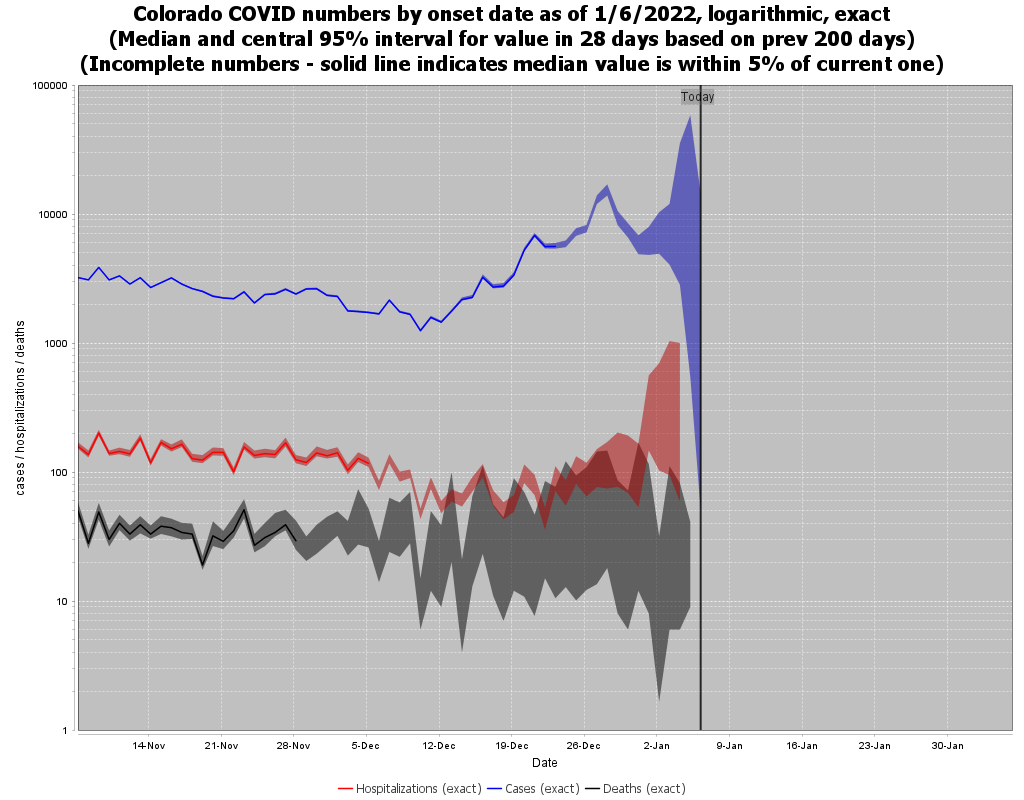 Colorado COVID numbers by onset date as of 1/6/2022, logarithmic, exact
(Median and central 95% interval for value in 28 days based on prev 200 days)
(Incomplete numbers - solid line indicates median value is within 5% of current one)
Today
100000
10000
1000
100
10
1
cases / hospitalizations / deaths
14-Nov 21-Nov 28-Nov 5-Dec 12-Dec 19-Dec 26-Dec 2-Jan 9-Jan 16-Jan 23-Jan 30-Jan
Date
Hospitalizations (exact) Cases (exact) Deaths (exact)